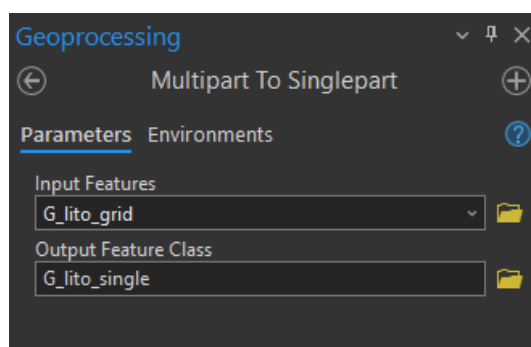 Geoprocessing
Multipart To Singlepart
Parameters Environments
Input Features
G_lito_grid
Output Feature Class
G_lito_single